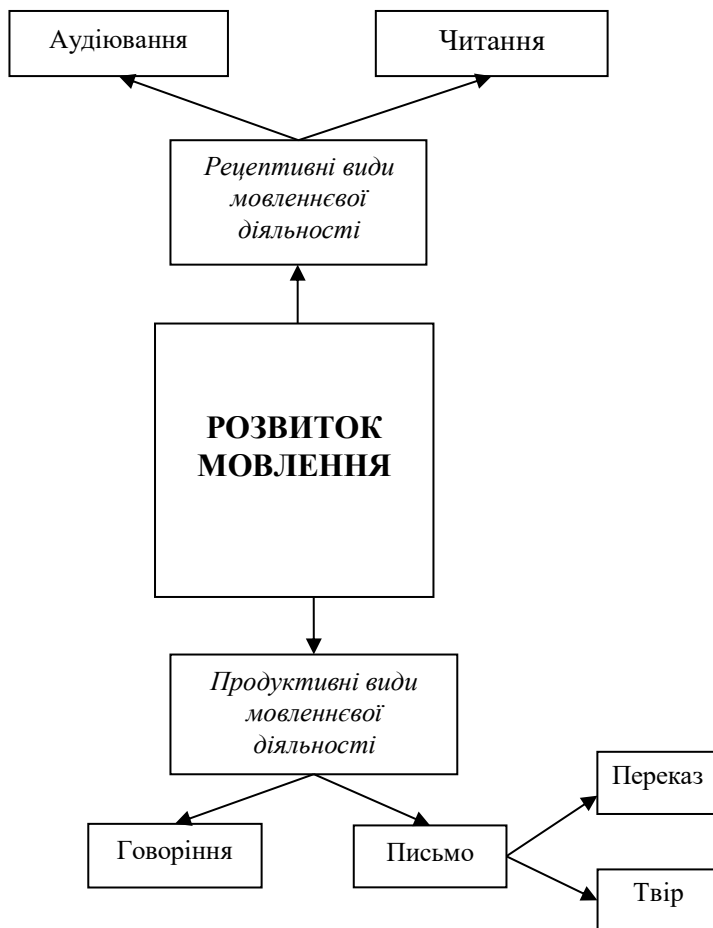 Аудіювання
Читання
Рецептивні види
мовленнєвої
діяльності
РОЗВИТОК
МОВЛЕННЯ
Продуктивні види
мовленнєвої
діяльності
Переказ
Говоріння
Письмо
Твір